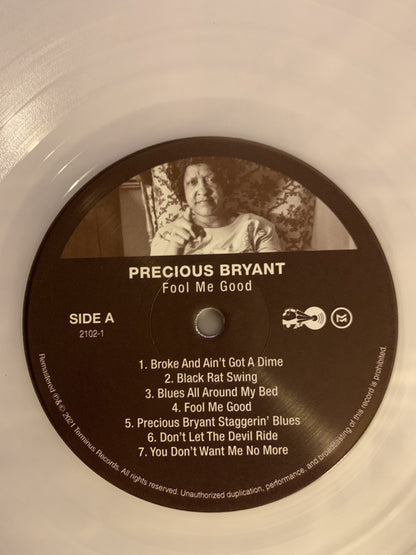 PRECIOUS BRYANT
Fool Me Good
SIDE A
2102-1
1. Broke And Ain't Got A Dime
2. Black Rat Swing
3. Blues All Around My Bed
4. Fool Me Good
5. Precious Bryant Staggerin' Blues
6. Don't Let The Devil Ride
7. You Don't Want Me No More
Remastered ℗&© 2021 Terminus Records. All rights reserved. Unauthorized duplication, performance, and broadcasting of this record is prohibited.